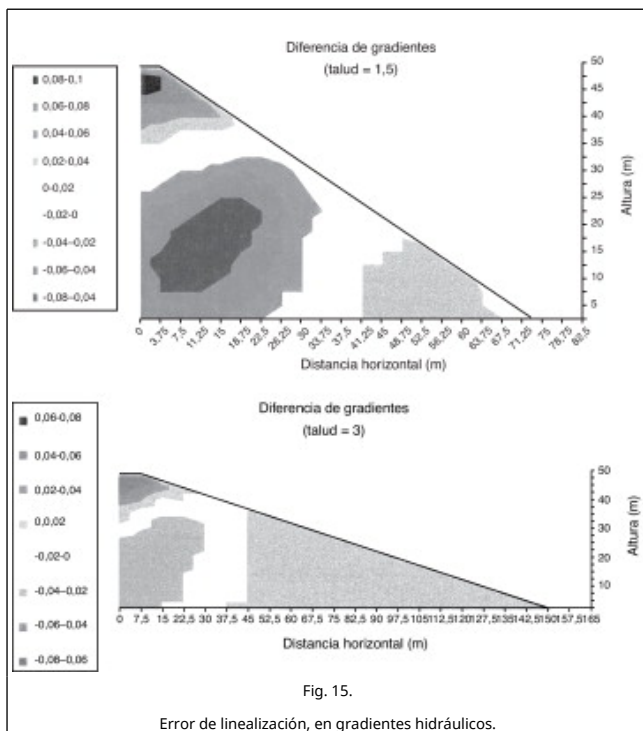 Diferencia de gradientes
(talud = 1,5)
0,08-0,1
0,06-0,08
0,04-0,06
0,02-0,04
0-0,02
-0,02-0
-0,04–0,02
-0,06–0,04
-0,08–0,04
50
45
40
35
30
25
20
15
10
5
Altura (m)
0 3,75 7,5 11,25 15 18,75 22,5 26,25 30 33,75 37,5 41,25 45 48,75 52,5 56,25 60 63,75 67,5 71,25 75 78,75 82,5
Distancia horizontal (m)
Diferencia de gradientes
(talud = 3)
0,06-0,08
0,04-0,06
0,02-0,04
0,0,02
-0,02-0
-0,04–0,02
-0,06–0,04
-0,08–0,06
50
40
30
20
10
Altura (m)
0 7,5 15 22,5 30 37,5 45 52,5 60 67,5 75 82,5 90 97,5 105 112,5 120 127,5 135 142,5 150 157,5 165
Distancia horizontal (m)
Fig. 15.
Error de linealización, en gradientes hidráulicos.